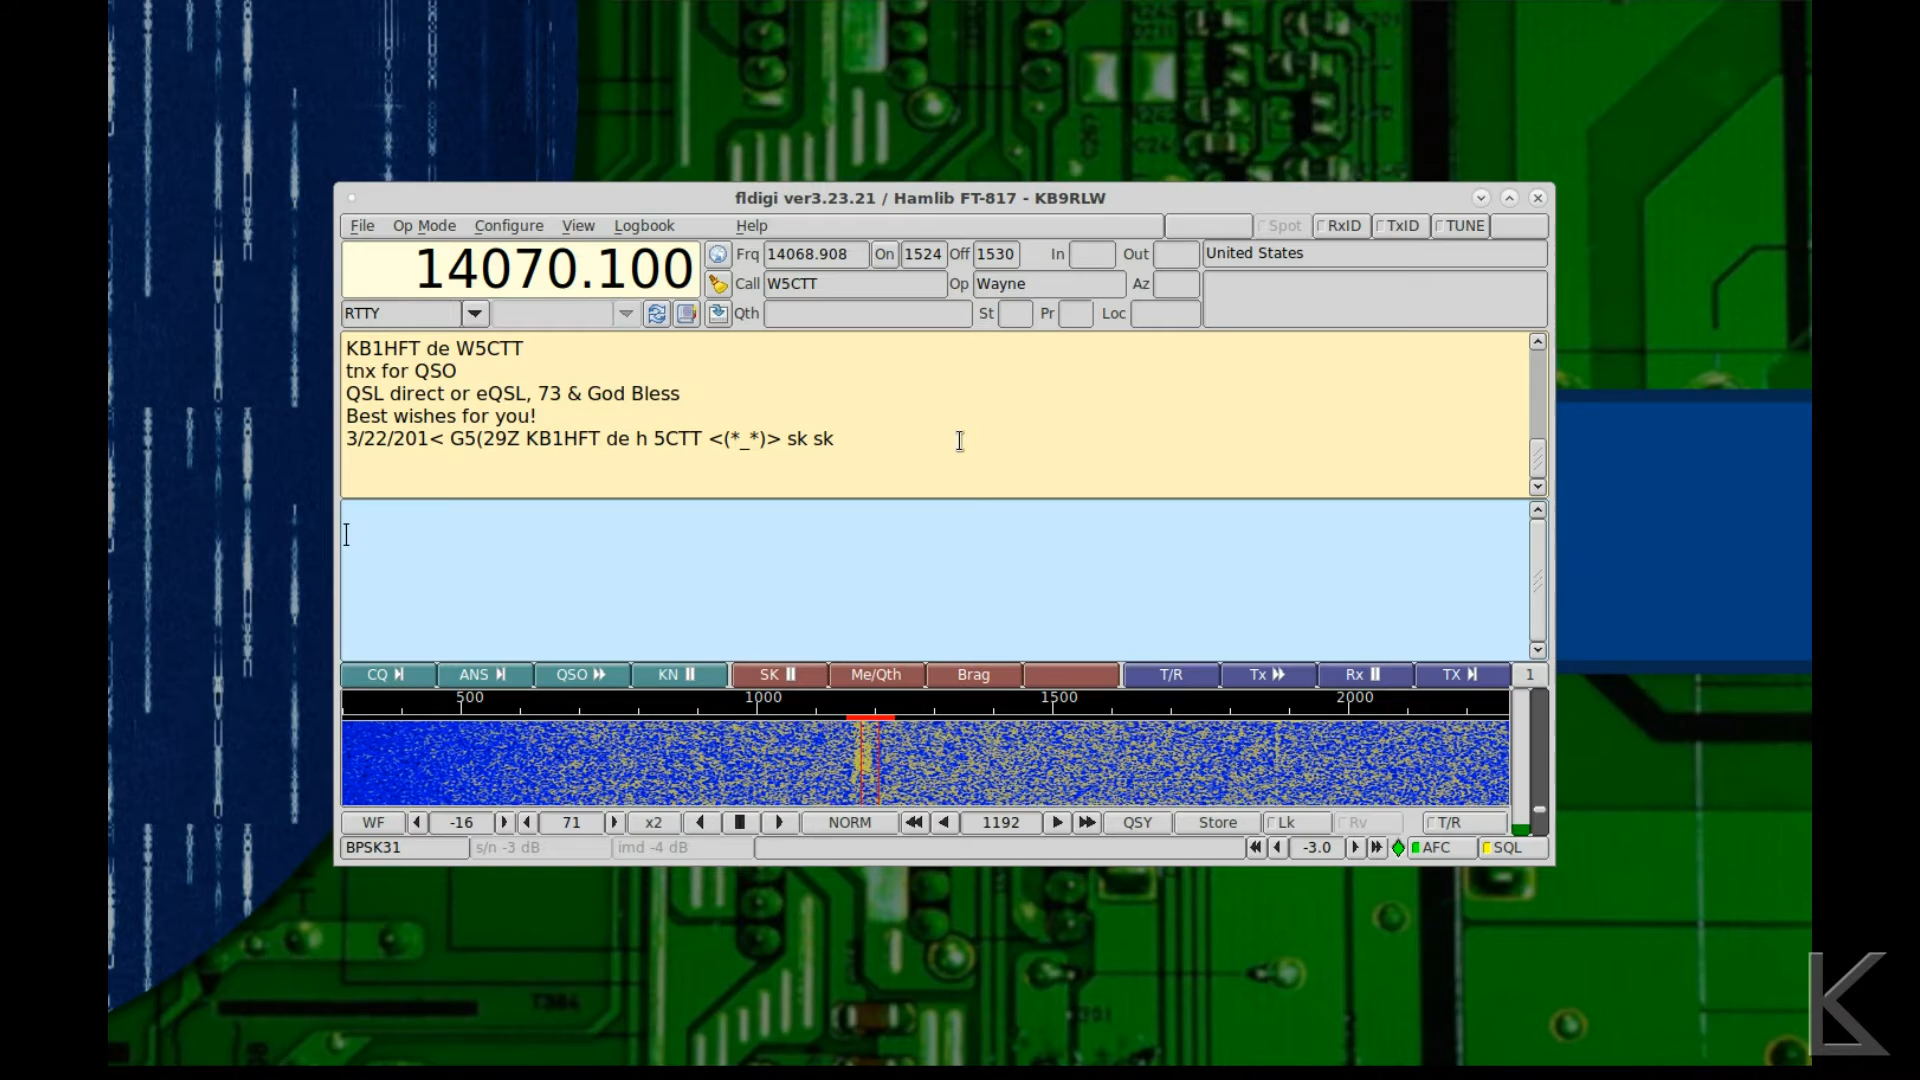 fldigi ver3.23.21 / Hamlib FT-817 - KB9RLW
File Op Mode Configure View Logbook Help Spot RxID TxID TUNE
14070.100 Frq 14068.908 On 1524 Off 1530 In Out United States
Call W5CTT Op Wayne Az
RTTY Qth St Pr Loc
KB1HFT de W5CTT
tnx for QSO
QSL direct or eQSL, 73 & God Bless
Best wishes for you!
3/22/201< G5(29Z KB1HFT de h 5CTT <(*_*)> sk sk
CQ ANS QSO KN SK Me/Qth Brag T/R Tx Rx TX 1
500 1000 1500 2000
WF -16 71 x2 NORM 1192 QSY Store Lk Rv T/R
BPSK31 s/n -3 dB imd -4 dB -3.0 AFC SQL
K